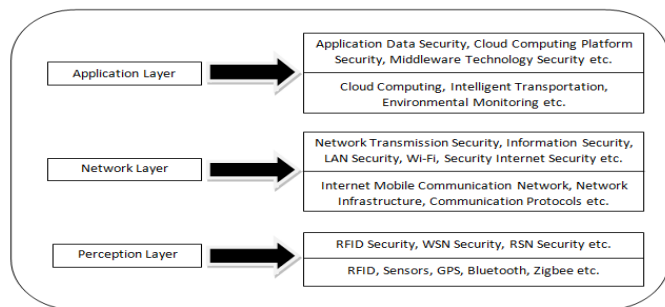 Application Layer
Application Data Security, Cloud Computing Platform
Security, Middleware Technology Security etc.
Cloud Computing, Intelligent Transportation,
Environmental Monitoring etc.
Network Layer
Network Transmission Security, Information Security,
LAN Security, Wi-Fi, Security Internet Security etc.
Internet Mobile Communication Network, Network
Infrastructure, Communication Protocols etc.
Perception Layer
RFID Security, WSN Security, RSN Security etc.
RFID, Sensors, GPS, Bluetooth, Zigbee etc.